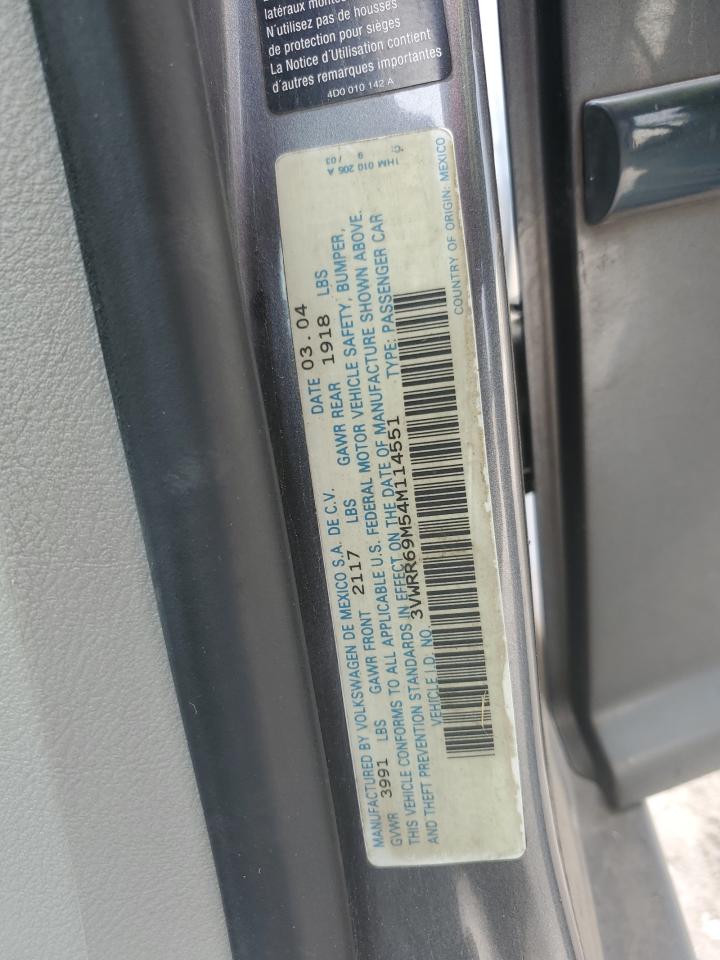 latéraux montés
N'utilisez pas de housses
de protection pour sièges
La Notice d'Utilisation contient
d'autres remarques importantes
4D0 010 142 A
1HM 010 205 A
9 / 03
MANUFACTURED BY VOLKSWAGEN DE MEXICO S.A. DE C.V. DATE 03.04
GVWR 3991 LBS GAWR FRONT 2117 LBS GAWR REAR 1918 LBS
THIS VEHICLE CONFORMS TO ALL APPLICABLE U.S. FEDERAL MOTOR VEHICLE SAFETY, BUMPER,
AND THEFT PREVENTION STANDARDS IN EFFECT ON THE DATE OF MANUFACTURE SHOWN ABOVE.
VEHICLE I.D. NO. 3VWRR69M54M114551 TYPE: PASSENGER CAR
COUNTRY OF ORIGIN: MEXICO